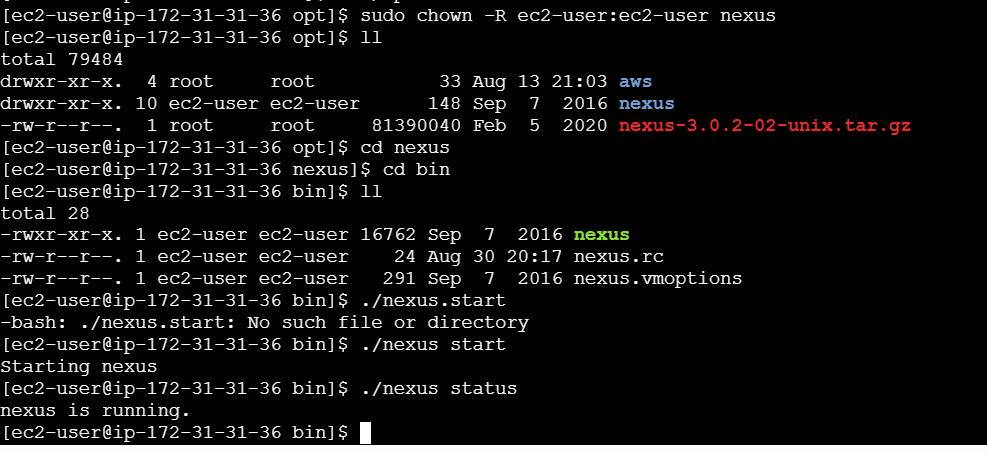 [ec2-user@ip-172-31-31-36 opt]$ sudo chown -R ec2-user:ec2-user nexus
[ec2-user@ip-172-31-31-36 opt]$ ll
total 79484
drwxr-xr-x.  4 root     root           33 Aug 13 21:03 aws
drwxr-xr-x. 10 ec2-user ec2-user      148 Sep  7  2016 nexus
-rw-r--r--.  1 root     root     81390040 Feb  5  2020 nexus-3.0.2-02-unix.tar.gz
[ec2-user@ip-172-31-31-36 opt]$ cd nexus
[ec2-user@ip-172-31-31-36 nexus]$ cd bin
[ec2-user@ip-172-31-31-36 bin]$ ll
total 28
-rwxr-xr-x. 1 ec2-user ec2-user 16762 Sep  7  2016 nexus
-rw-r--r--. 1 ec2-user ec2-user    24 Aug 30 20:17 nexus.rc
-rw-r--r--. 1 ec2-user ec2-user   291 Sep  7  2016 nexus.vmoptions
[ec2-user@ip-172-31-31-36 bin]$ ./nexus.start
-bash: ./nexus.start: No such file or directory
[ec2-user@ip-172-31-31-36 bin]$ ./nexus start
Starting nexus
[ec2-user@ip-172-31-31-36 bin]$ ./nexus status
nexus is running.
[ec2-user@ip-172-31-31-36 bin]$